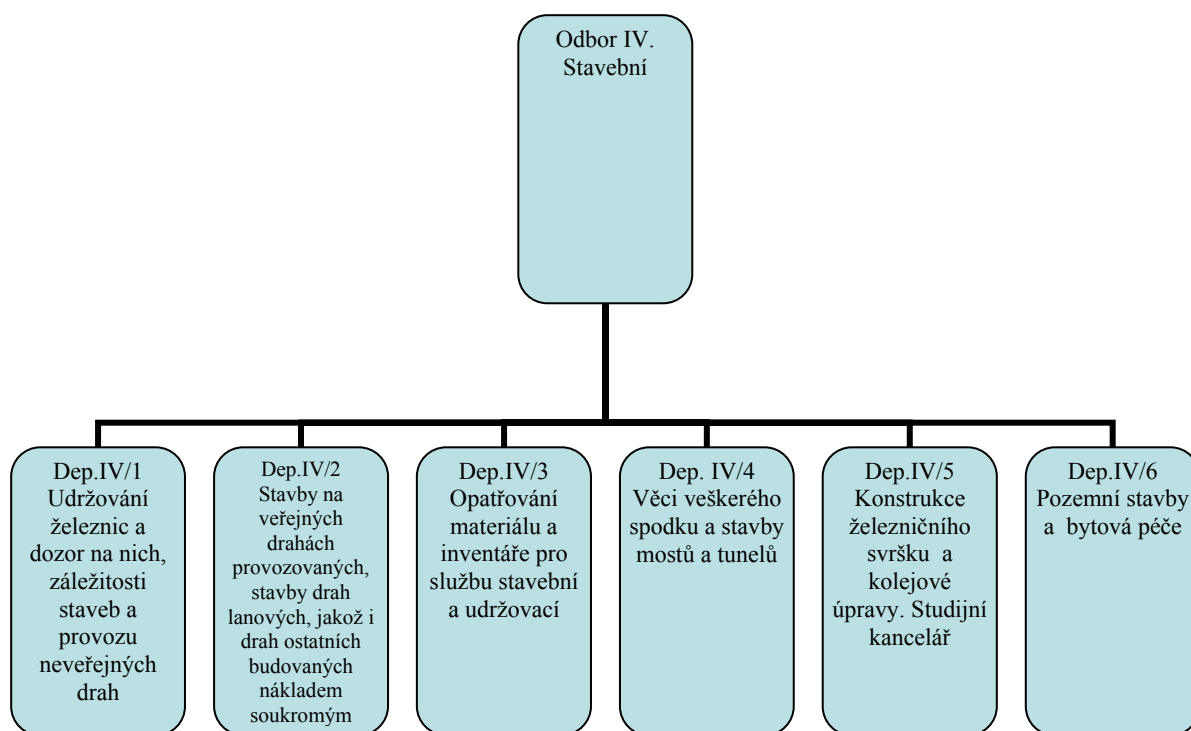 Odbor IV.
Stavební
Dep.IV/1
Udržování
železnic a
dozor na nich,
záležitosti
staveb a
provozu
neveřejných
drah
Dep.IV/2
Stavby na
veřejných
drahách
provozovaných,
stavby drah
lanových, jakož i
drah ostatních
budovaných
nákladem
soukromým
Dep.IV/3
Opatřování
materiálu a
inventáře pro
službu stavební
a udržovací
Dep. IV/4
Věci veškerého
spodku a stavby
mostů a tunelů
Dep.IV/5
Konstrukce
železničního
svršku a
kolejové
úpravy. Studijní
kancelář
Dep.IV/6
Pozemní stavby
a bytová péče